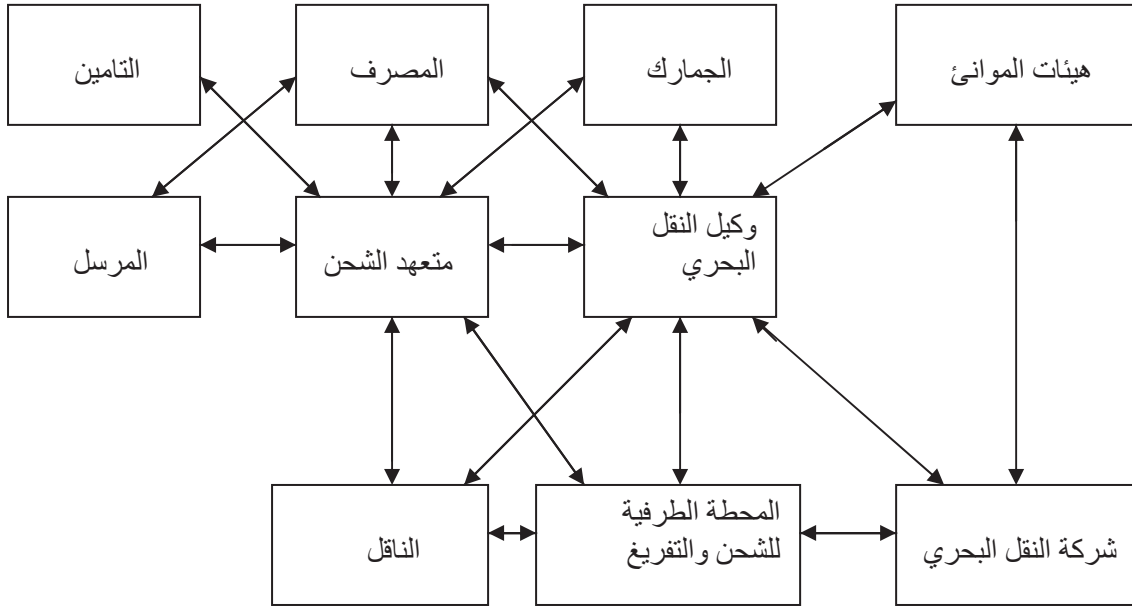 هيئات الموانئ
الجمارك
المصرف
التامين
وكيل النقل
البحري
متعهد الشحن
المرسل
شركة النقل البحري
المحطة الطرفية
للشحن والتفريغ
الناقل